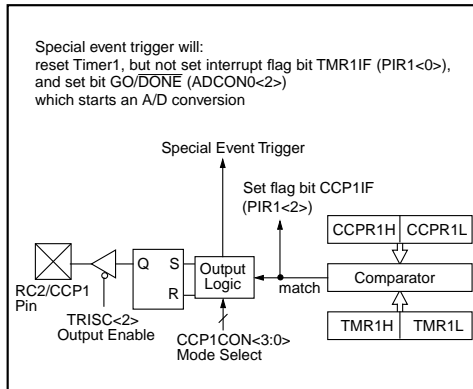 Special event trigger will:
reset Timer1, but not set interrupt flag bit TMR1IF (PIR1<0>),
and set bit GO/DONE (ADCON0<2>)
which starts an A/D conversion
Special Event Trigger
Set flag bit CCP1IF
(PIR1<2>)
CCPR1H CCPR1L
Q S Output
Logic
R
match
Comparator
RC2/CCP1
Pin
TRISC<2>
Output Enable
CCP1CON<3:0>
Mode Select
TMR1H TMR1L